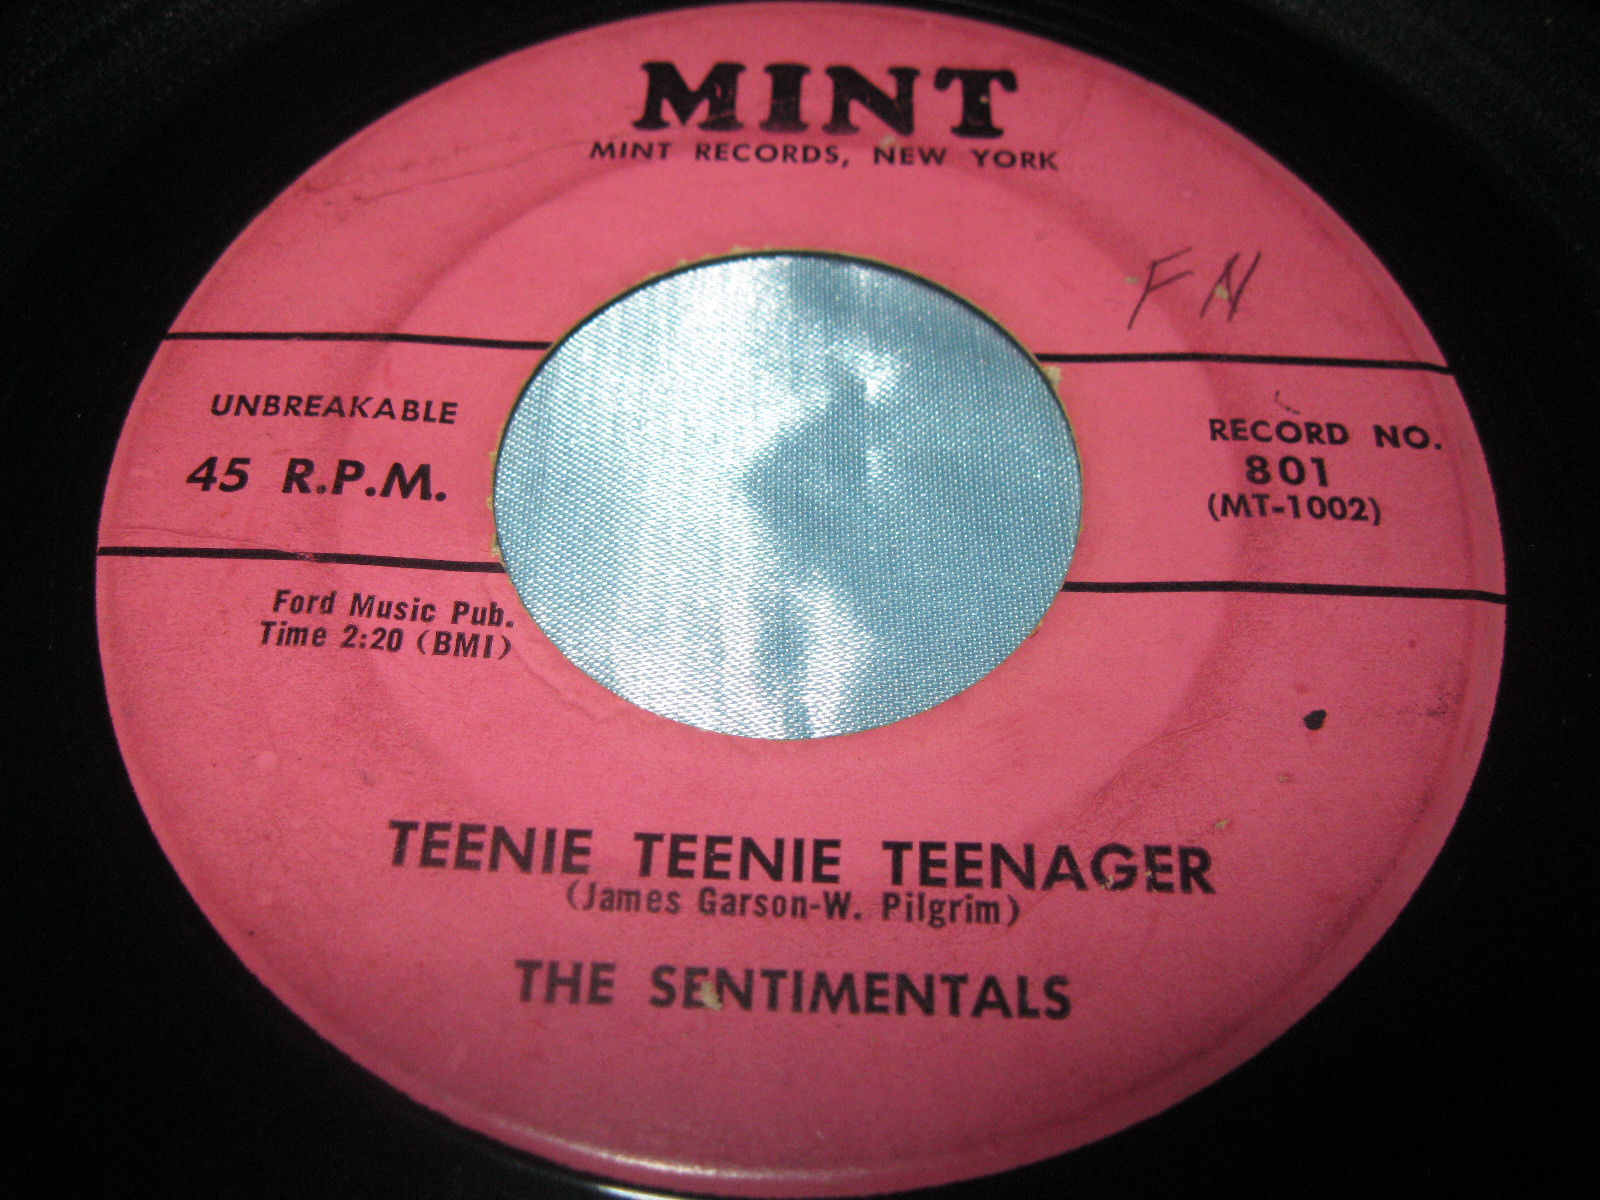 MINT
MINT RECORDS, NEW YORK
FN
UNBREAKABLE
45 R.P.M.
RECORD NO.
801
(MT-1002)
Ford Music Pub.
Time 2:20 (BMI)
TEENIE TEENIE TEENAGER
(James Garson-W. Pilgrim)
THE SENTIMENTALS